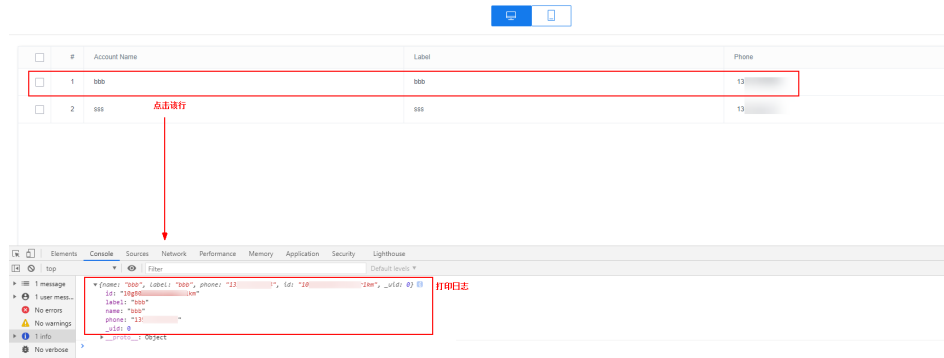 # Account Name Label Phone
1 bbb bbb 13
2 sss sss 13
点击该行
Elements Console Sources Network Performance Memory Application Security Lighthouse
top Filter Default levels ▼
1 message
1 user mess...
No errors
No warnings
1 info
No verbose
{name: "bbb", label: "bbb", phone: "13 ", id: "10 km", _uid: 0}
id: "10g8 km"
label: "bbb"
name: "bbb"
phone: "13 "
_uid: 0
__proto__: Object
打印日志